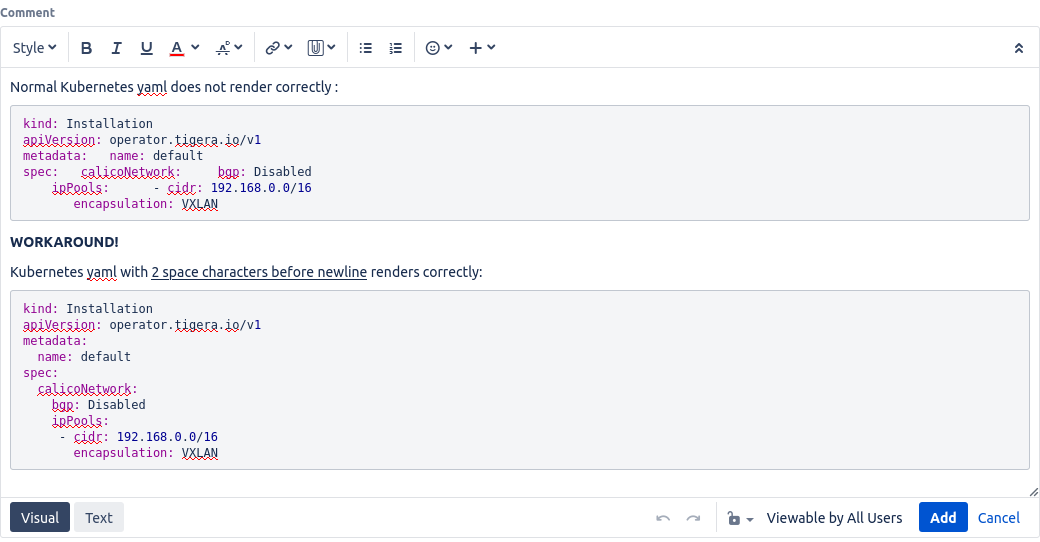 Comment
Style B I U A
Normal Kubernetes yaml does not render correctly :
kind: Installation
apiVersion: operator.tigera.io/v1
metadata:   name: default
spec:   calicoNetwork:     bgp: Disabled
    ipPools:      - cidr: 192.168.0.0/16
       encapsulation: VXLAN
WORKAROUND!
Kubernetes yaml with 2 space characters before newline renders correctly:
kind: Installation
apiVersion: operator.tigera.io/v1
metadata:
  name: default
spec:
  calicoNetwork:
    bgp: Disabled
    ipPools:
     - cidr: 192.168.0.0/16
       encapsulation: VXLAN
Visual Text Viewable by All Users Add Cancel